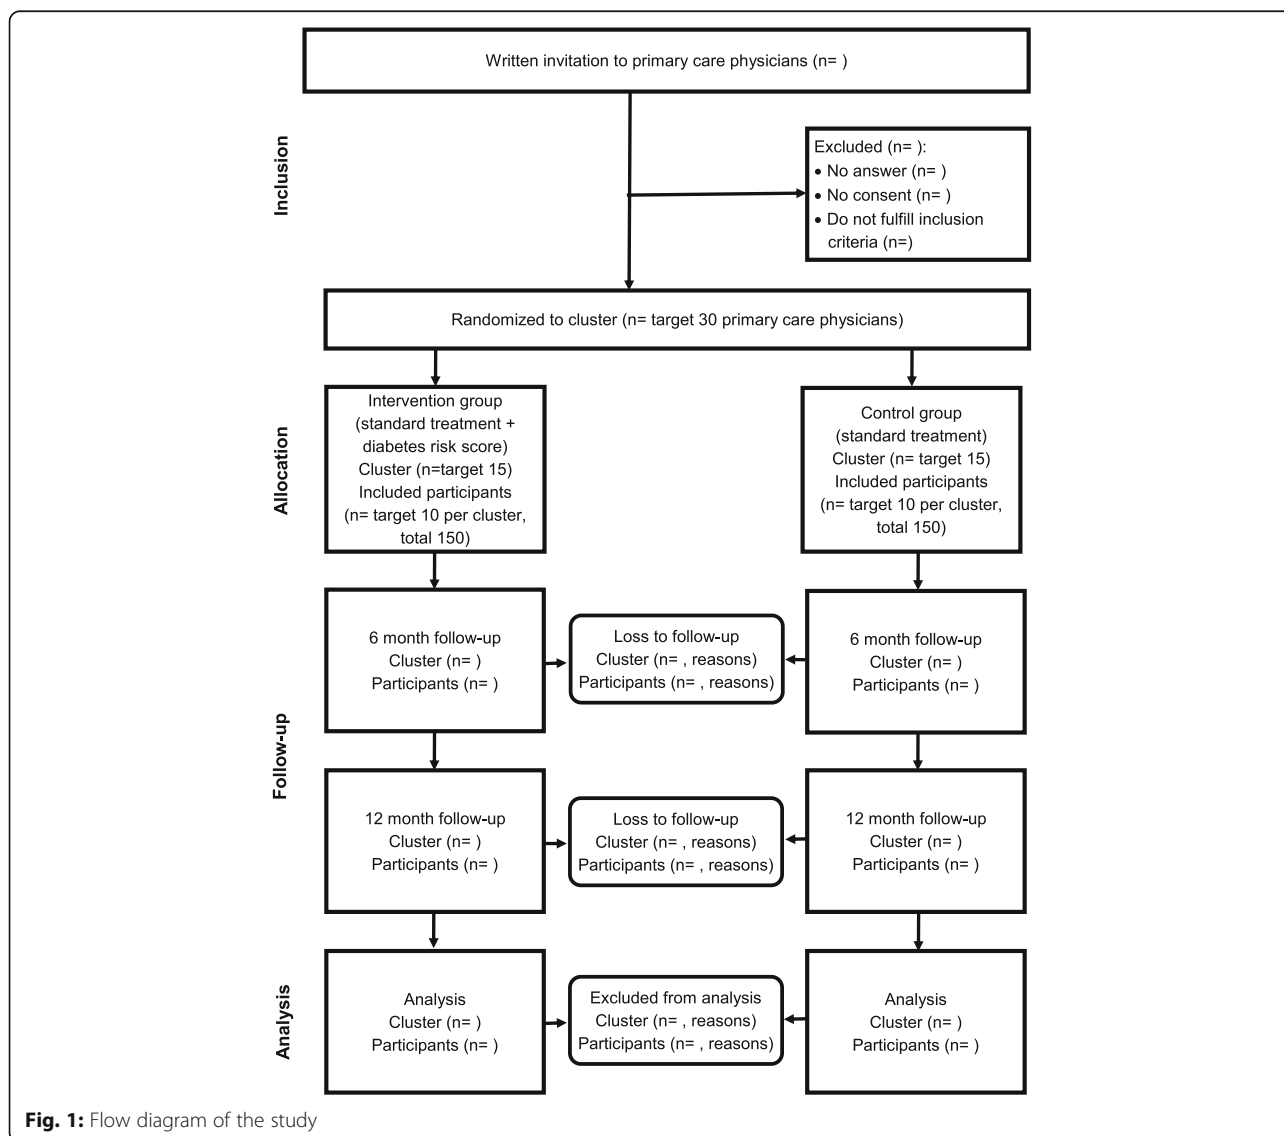 Written invitation to primary care physicians (n= )
Inclusion
Excluded (n= ):
• No answer (n= )
• No consent (n= )
• Do not fulfill inclusion
criteria (n=)
Randomized to cluster (n= target 30 primary care physicians)
Allocation
Intervention group
(standard treatment +
diabetes risk score)
Cluster (n=target 15)
Included participants
(n= target 10 per cluster,
total 150)
Control group
(standard treatment)
Cluster (n= target 15)
Included participants
(n= target 10 per cluster,
total 150)
Follow-up
6 month follow-up
Cluster (n= )
Participants (n= )
Loss to follow-up
Cluster (n= , reasons)
Participants (n= , reasons)
6 month follow-up
Cluster (n= )
Participants (n= )
12 month follow-up
Cluster (n= )
Participants (n= )
Loss to follow-up
Cluster (n= , reasons)
Participants (n= , reasons)
12 month follow-up
Cluster (n= )
Participants (n= )
Analysis
Analysis
Cluster (n= )
Participants (n= )
Excluded from analysis
Cluster (n= , reasons)
Participants (n= , reasons)
Analysis
Cluster (n= )
Participants (n= )
Fig. 1: Flow diagram of the study